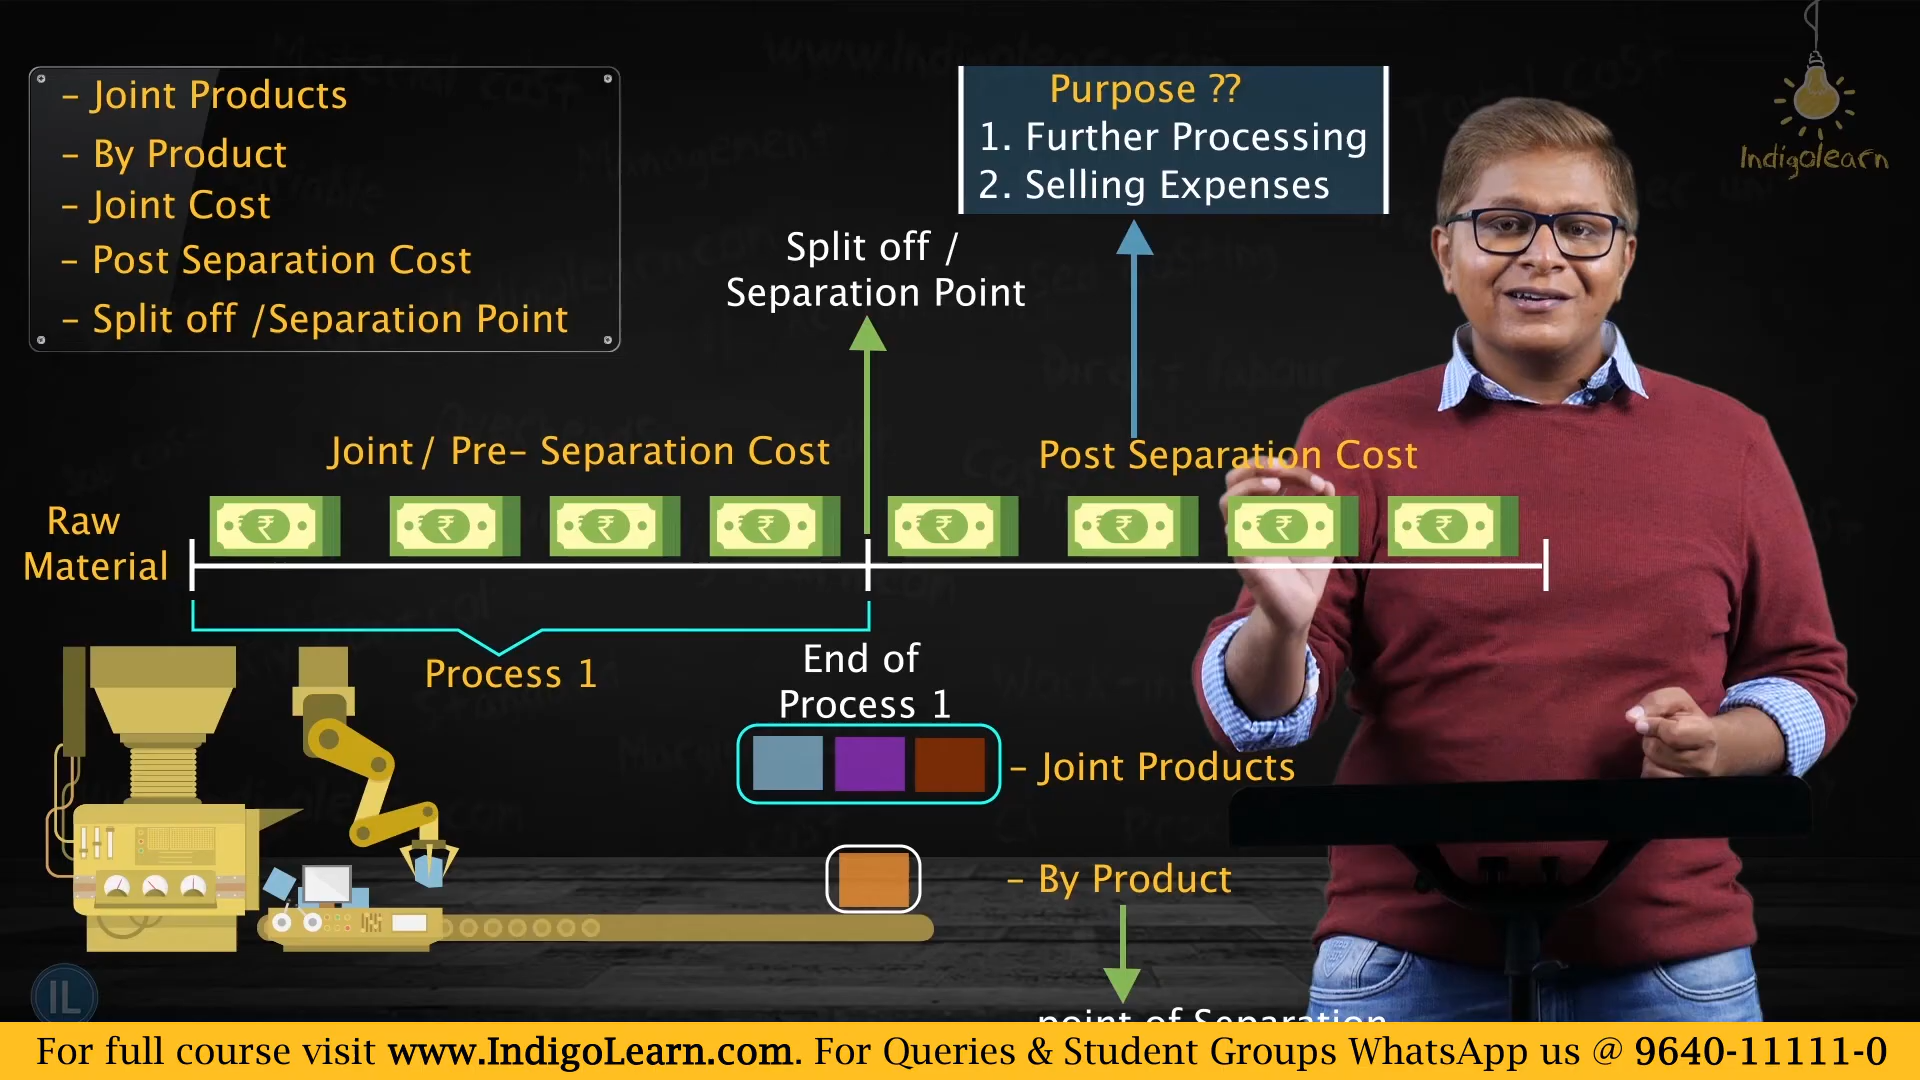 - Joint Products
- By Product
- Joint Cost
- Post Separation Cost
- Split off /Separation Point
Purpose ??
1. Further Processing
2. Selling Expenses
Indigolearn
Split off /
Separation Point
Joint / Pre- Separation Cost
Post Separation Cost
Raw
Material
Process 1
End of
Process 1
- Joint Products
- By Product
point of Separation
IL
For full course visit www.IndigoLearn.com. For Queries & Student Groups WhatsApp us @ 9640-11111-0